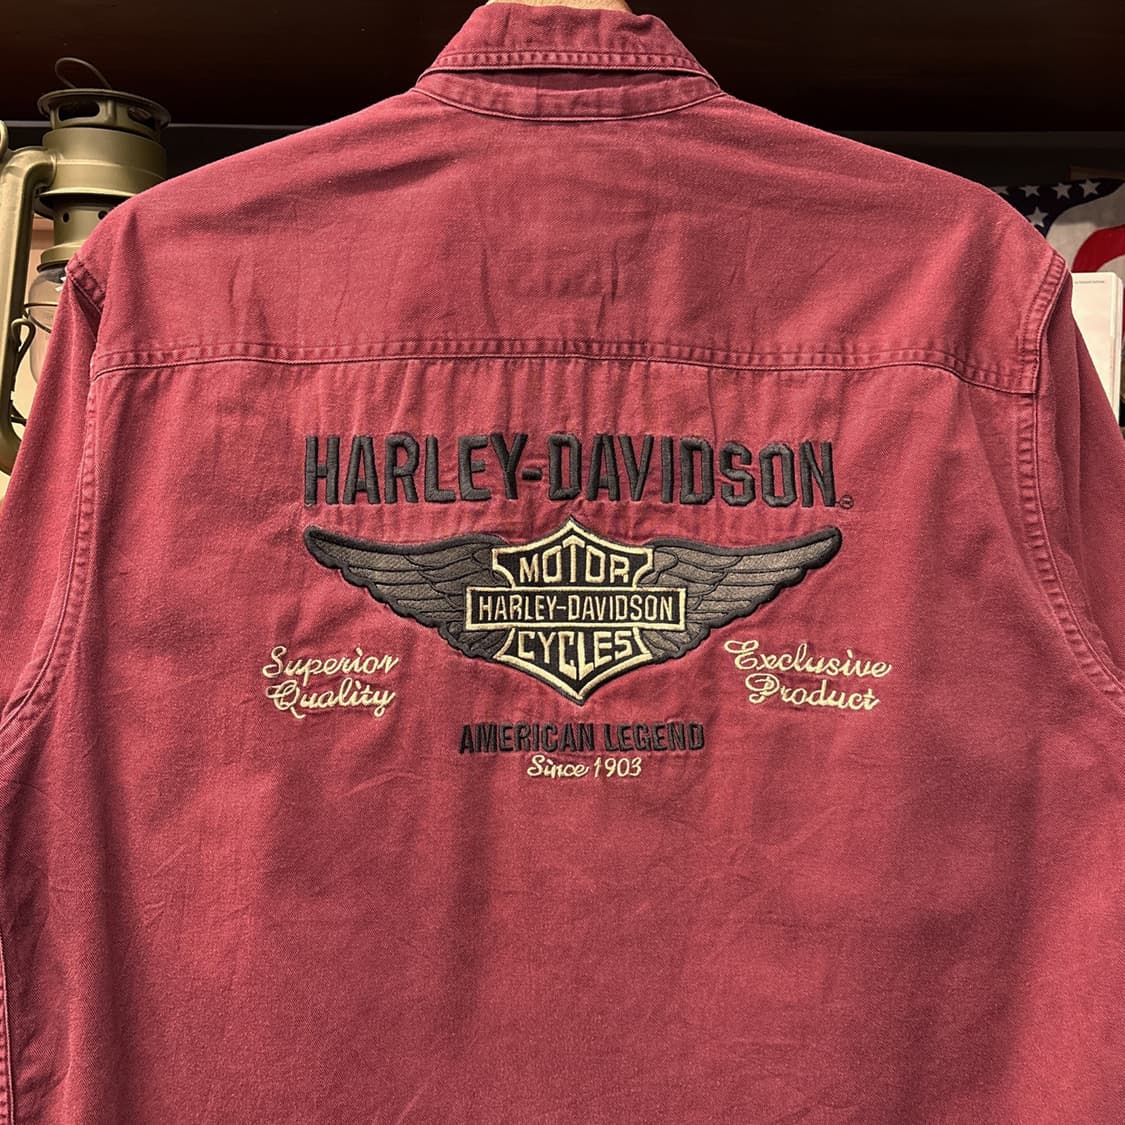 HARLEY-DAVIDSON
MOTOR
HARLEY-DAVIDSON
CYCLES
Superior
Quality
Exclusive
Product
AMERICAN LEGEND
Since 1903